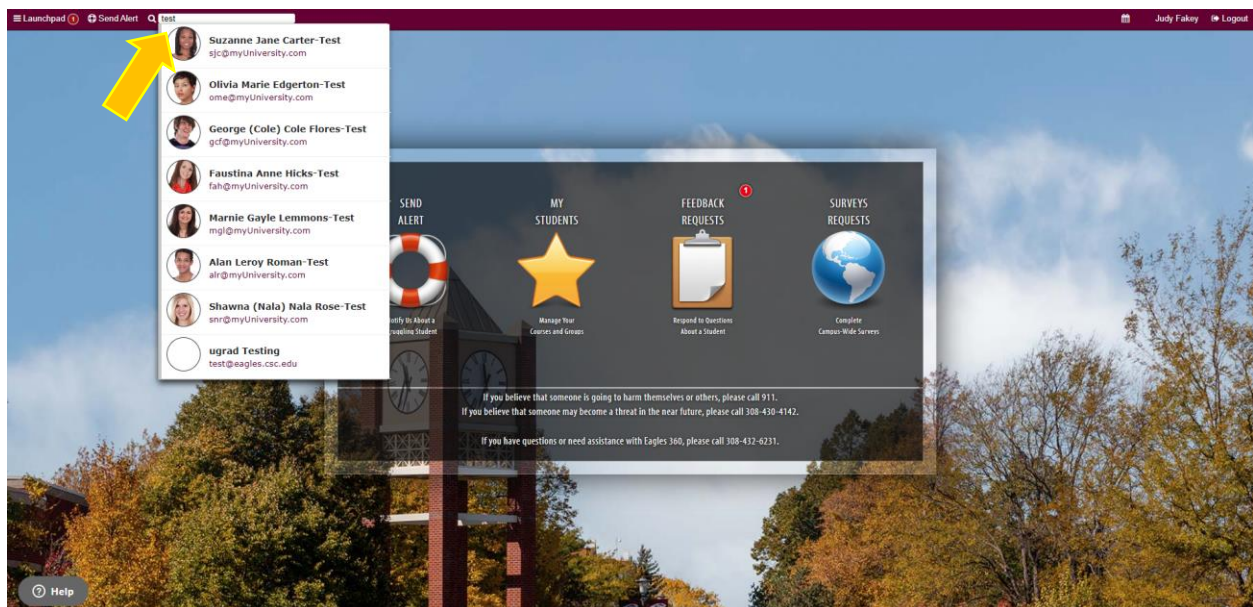 Launchpad 1 Send Alert test Judy Fakey Logout
Suzanne Jane Carter-Test
sjc@myUniversity.com
Olivia Marie Edgerton-Test
ome@myUniversity.com
George (Cole) Cole Flores-Test
gcf@myUniversity.com
Faustina Anne Hicks-Test
fah@myUniversity.com
Marnie Gayle Lemmons-Test
mgl@myUniversity.com
Alan Leroy Roman-Test
alr@myUniversity.com
Shawna (Nala) Nala Rose-Test
snr@myUniversity.com
ugrad Testing
test@eagles.csc.edu
SEND
ALERT
Us About a
Student
MY
STUDENTS
Manage Your
Courses and Groups
FEEDBACK
REQUESTS
1
Respond to Questions
About a Student
SURVEYS
REQUESTS
Complete
Campus-Wide Surveys
If you believe that someone is going to harm themselves or others, please call 911.
If you believe that someone may become a threat in the near future, please call 308-430-4142.
If you have questions or need assistance with Eagles 360, please call 308-432-6231.
Help